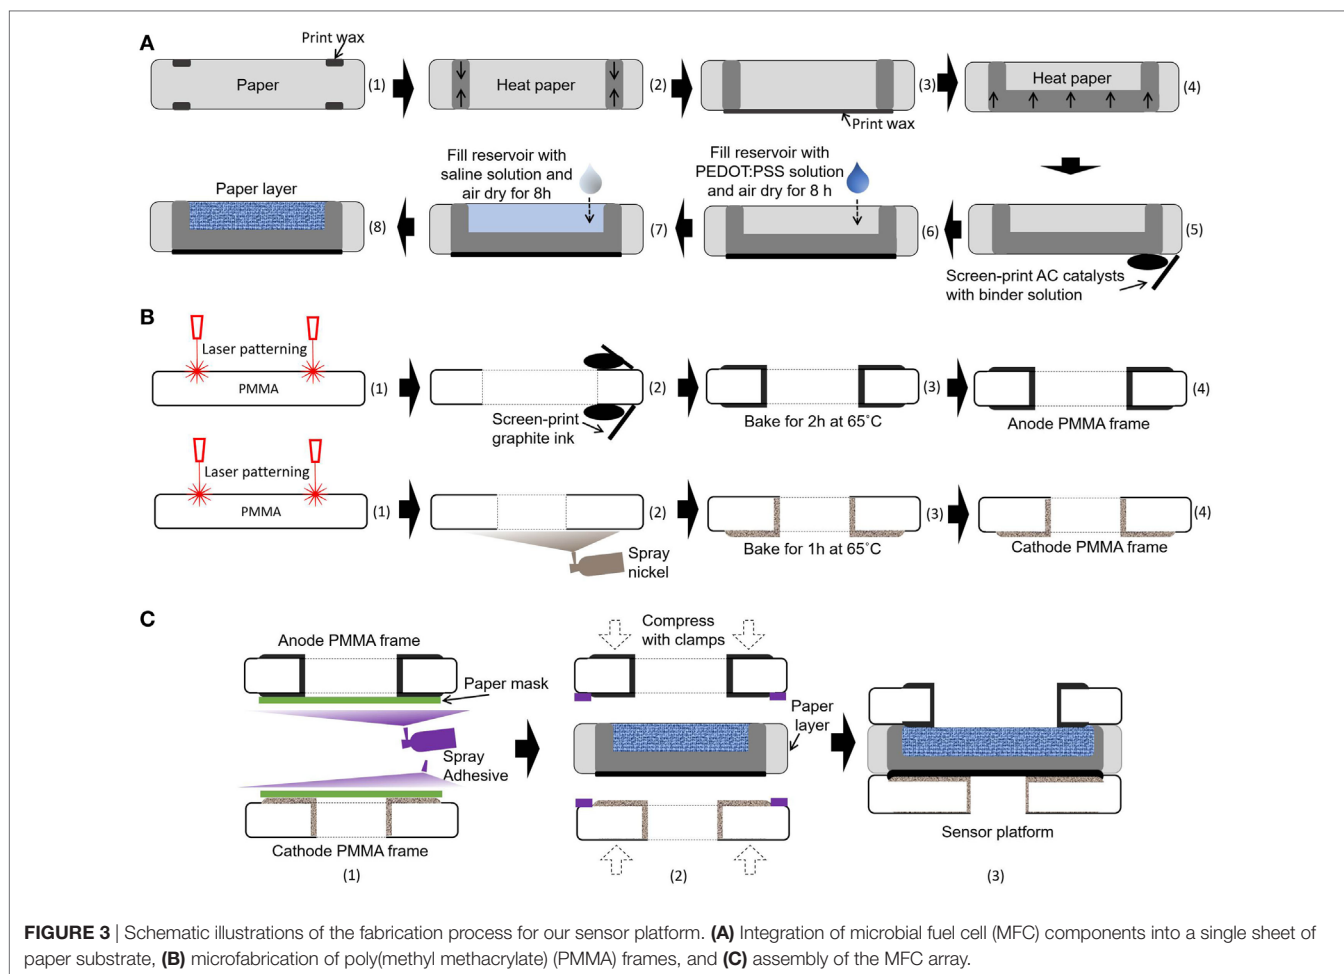 A
Print wax
Paper
(1)
Heat paper
(2)
(3)
Print wax
Heat paper
(4)
Paper layer
(8)
Fill reservoir with
saline solution and
air dry for 8h
(7)
Fill reservoir with
PEDOT:PSS solution
and air dry for 8 h
(6)
(5)
Screen-print AC catalysts
with binder solution
B
Laser patterning
PMMA
(1)
(2)
Screen-print
graphite ink
(3)
Bake for 2h at 65˚C
(4)
Anode PMMA frame
Laser patterning
PMMA
(1)
(2)
Spray
nickel
(3)
Bake for 1h at 65˚C
(4)
Cathode PMMA frame
C
Anode PMMA frame
Paper mask
Spray
Adhesive
Cathode PMMA frame
(1)
Compress
with clamps
Paper
layer
(2)
Sensor platform
(3)
FIGURE 3 | Schematic illustrations of the fabrication process for our sensor platform. (A) Integration of microbial fuel cell (MFC) components into a single sheet of
paper substrate, (B) microfabrication of poly(methyl methacrylate) (PMMA) frames, and (C) assembly of the MFC array.